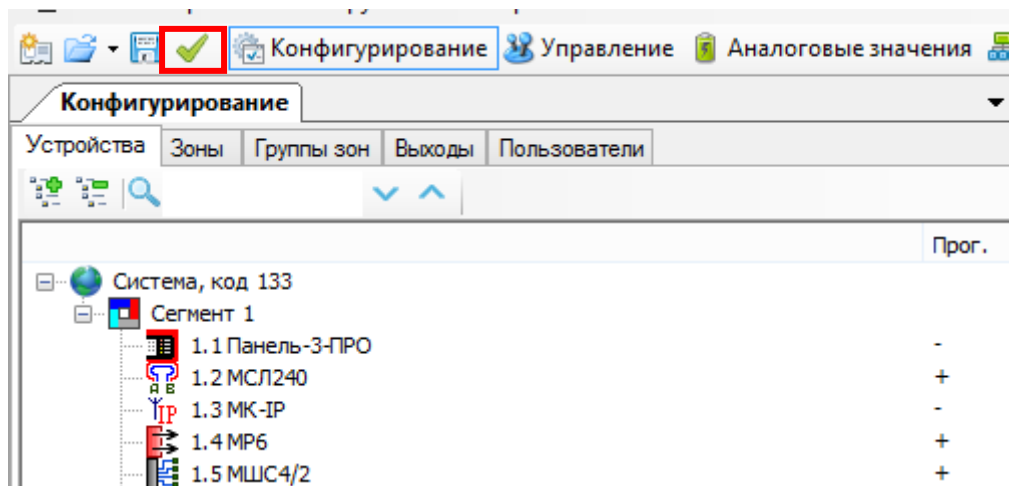 Конфигурирование Управление Аналоговые значения
Конфигурирование
Устройства Зоны Группы зон Выходы Пользователи
Прог.
Система, код 133
Сегмент 1
1.1 Панель-3-ПРО -
A B 1.2 МСЛ240 +
IP 1.3 МК-IP -
1.4 МР6 +
1.5 МШС4/2 +